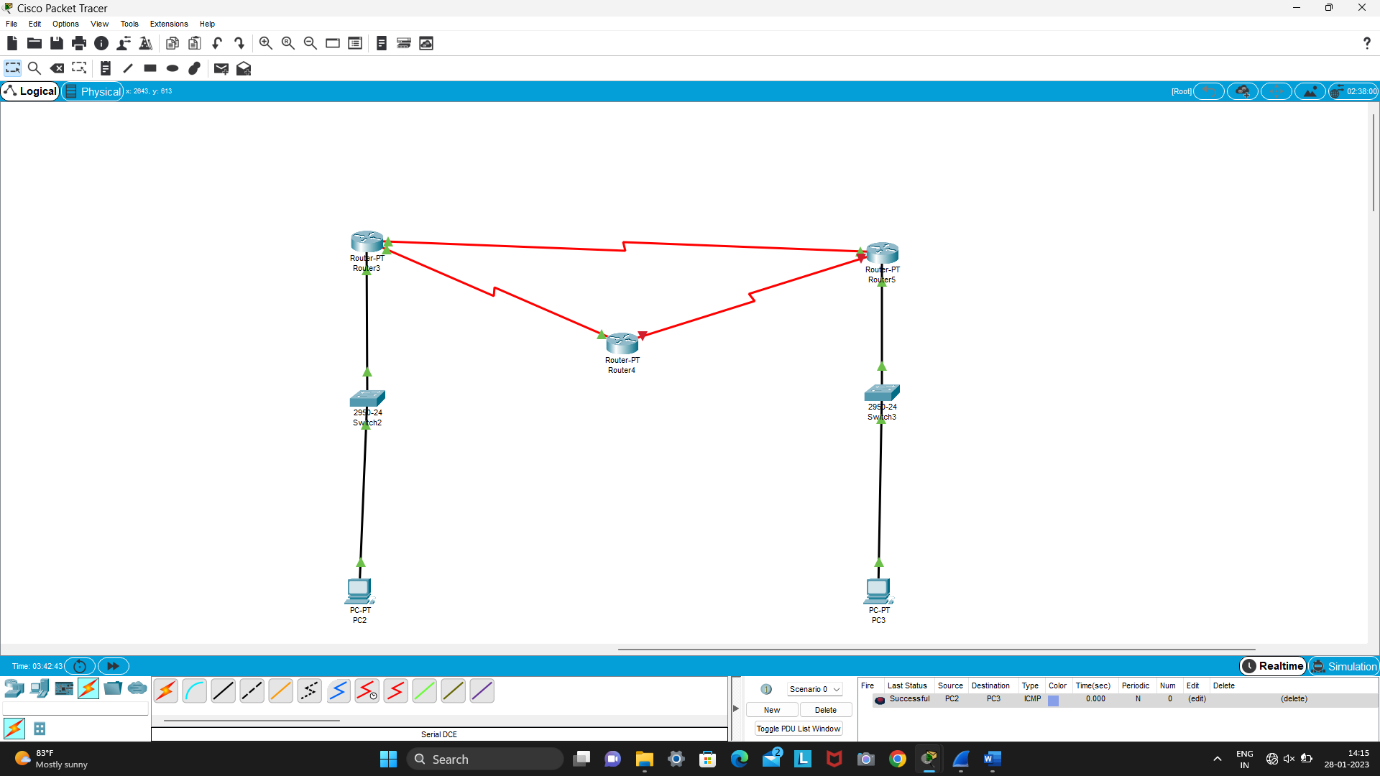 Cisco Packet Tracer
File Edit Options View Tools Extensions Help
?
Logical Physical x: 2643, y: 613 [Root] 02:38:00
Router-PT
Router3
Router-PT
Router5
Router-PT
Router4
2950-24
Switch2
2950-24
Switch3
PC-PT
PC2
PC-PT
PC3
Time: 03:42:43 Realtime Simulation
Scenario 0
New Delete
Toggle PDU List Window
Fire Last Status Source Destination Type Color Time(sec) Periodic Num Edit Delete
Successful PC2 PC3 ICMP 0.000 N 0 (edit) (delete)
Serial DCE
83°F
Mostly sunny
Search
2
ENG
IN
14:15
28-01-2023